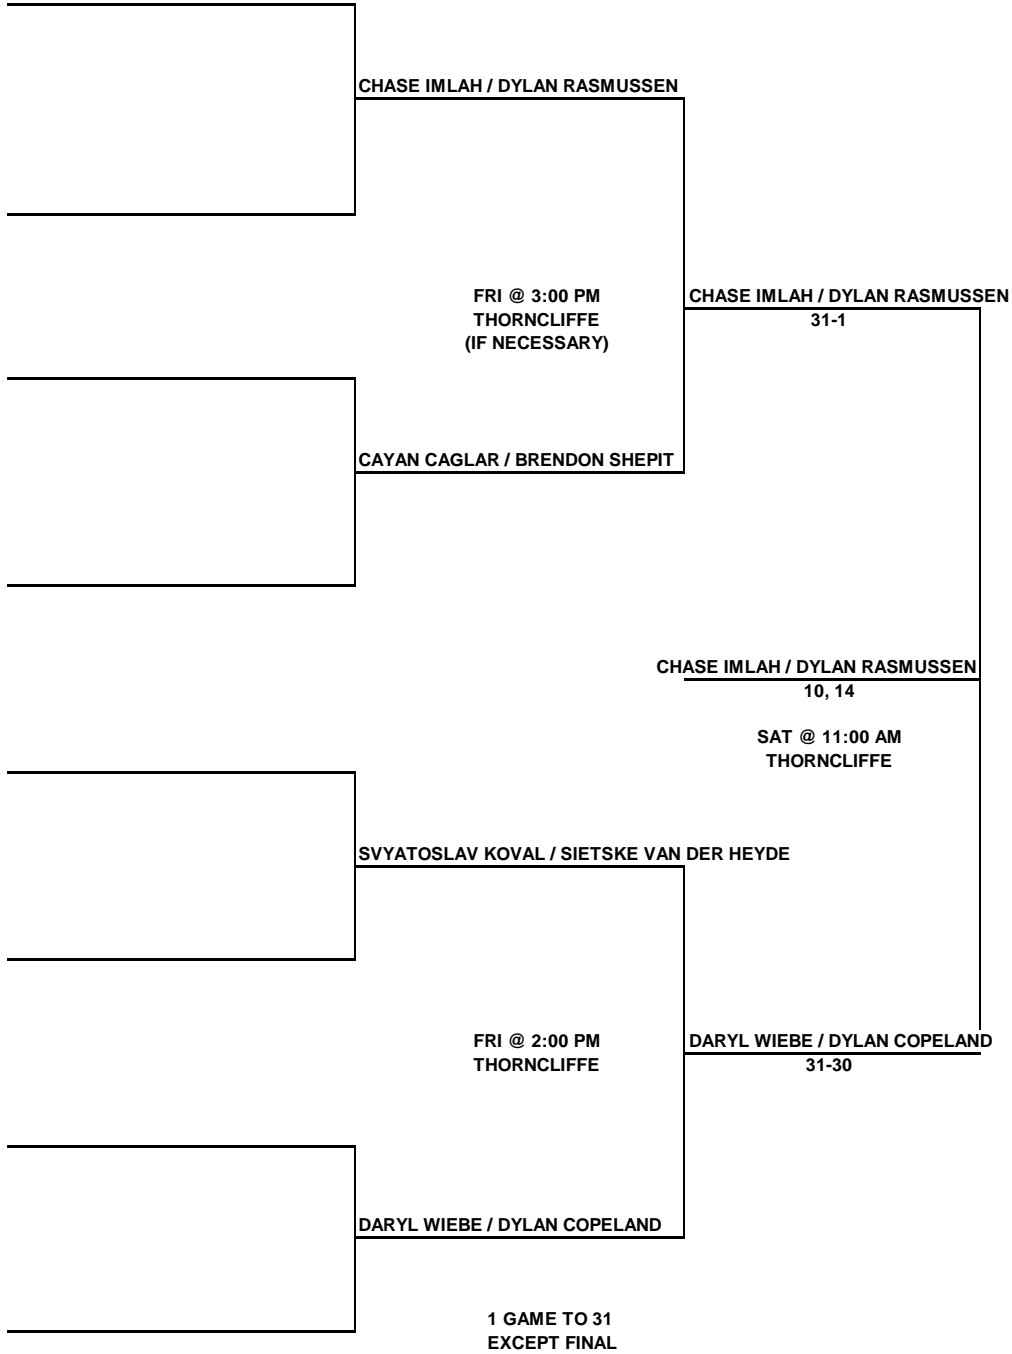 CHASE IMLAH / DYLAN RASMUSSEN
FRI @ 3:00 PM
THORNCLIFFE
(IF NECESSARY)
CHASE IMLAH / DYLAN RASMUSSEN
31-1
CAYAN CAGLAR / BRENDON SHEPIT
CHASE IMLAH / DYLAN RASMUSSEN
10, 14
SAT @ 11:00 AM
THORNCLIFFE
SVYATOSLAV KOVAL / SIETSKE VAN DER HEYDE
FRI @ 2:00 PM
THORNCLIFFE
DARYL WIEBE / DYLAN COPELAND
31-30
DARYL WIEBE / DYLAN COPELAND
1 GAME TO 31
EXCEPT FINAL